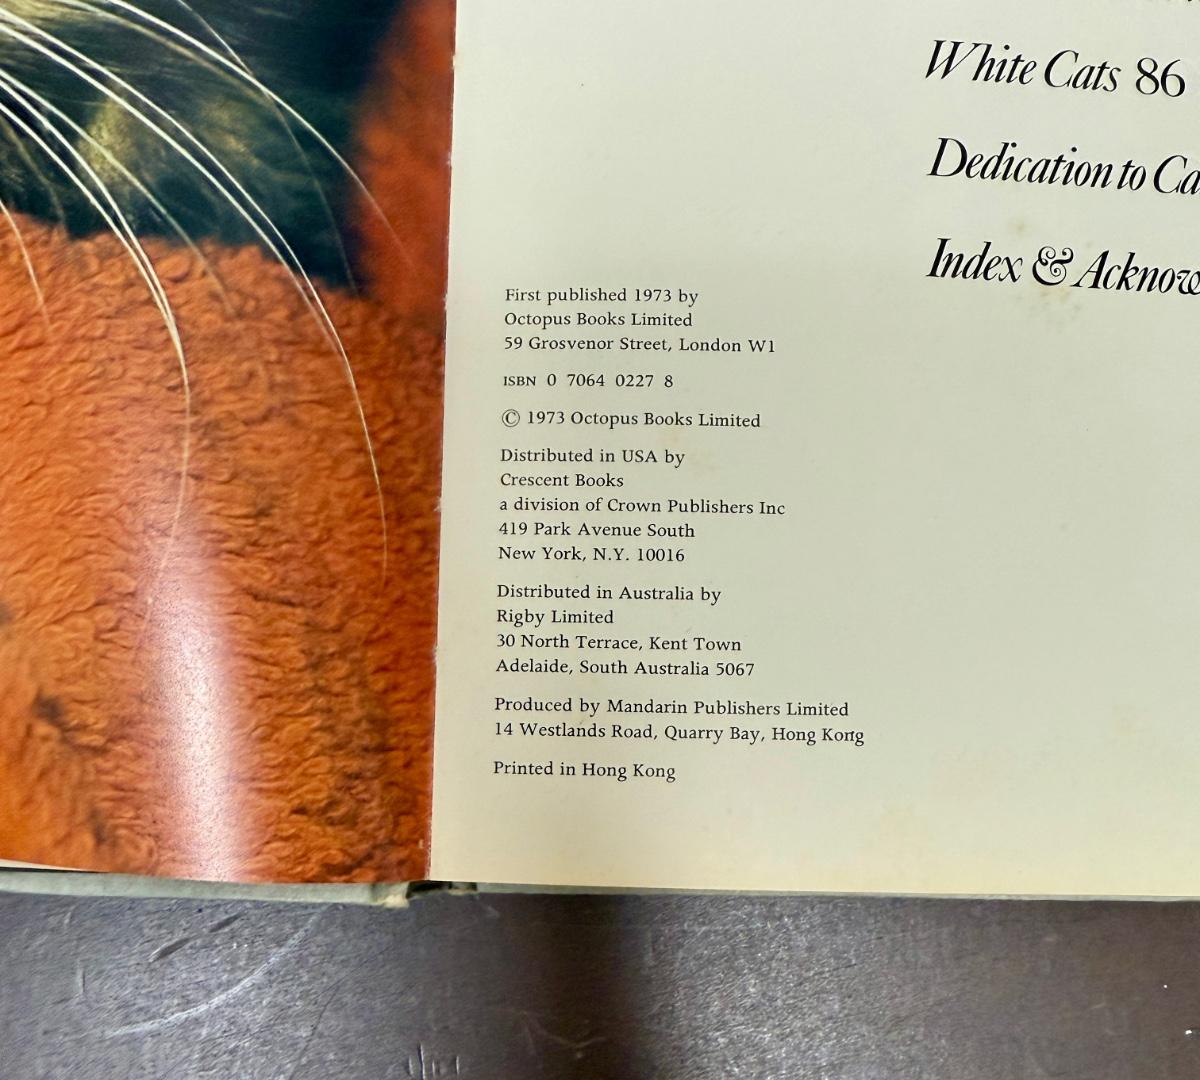 White Cats 86
Dedication to
Index &
First published 1973 by
Octopus Books Limited
59 Grosvenor Street, London W1
ISBN 0 7064 0227 8
© 1973 Octopus Books Limited
Distributed in USA by
Crescent Books
a division of Crown Publishers Inc
419 Park Avenue South
New York, N.Y. 10016
Distributed in Australia by
Rigby Limited
30 North Terrace, Kent Town
Adelaide, South Australia 5067
Produced by Mandarin Publishers Limited
14 Westlands Road, Quarry Bay, Hong Kong
Printed in Hong Kong